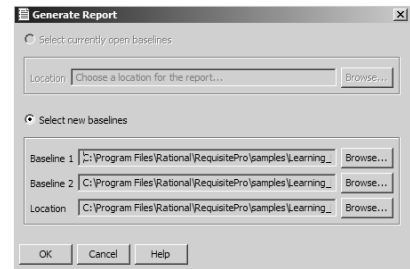 Generate Report
Select currently open baselines
Location Choose a location for the report... Browse...
Select new baselines
Baseline 1 C:\Program Files\Rational\RequisitePro\samples\Learning_ Browse...
Baseline 2 C:\Program Files\Rational\RequisitePro\samples\Learning_ Browse...
Location C:\Program Files\Rational\RequisitePro\samples\Learning_ Browse...
OK Cancel Help